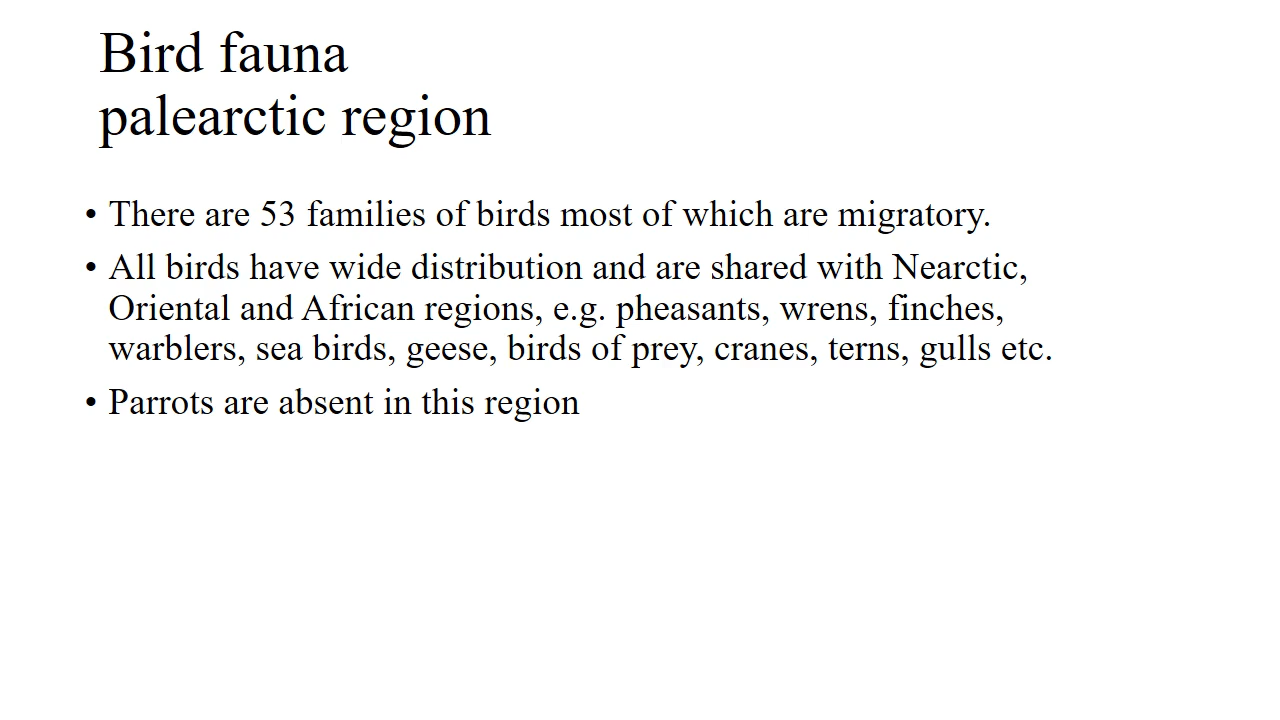 Bird fauna
palearctic region
• There are 53 families of birds most of which are migratory.
• All birds have wide distribution and are shared with Nearctic,
Oriental and African regions, e.g. pheasants, wrens, finches,
warblers, sea birds, geese, birds of prey, cranes, terns, gulls etc.
• Parrots are absent in this region